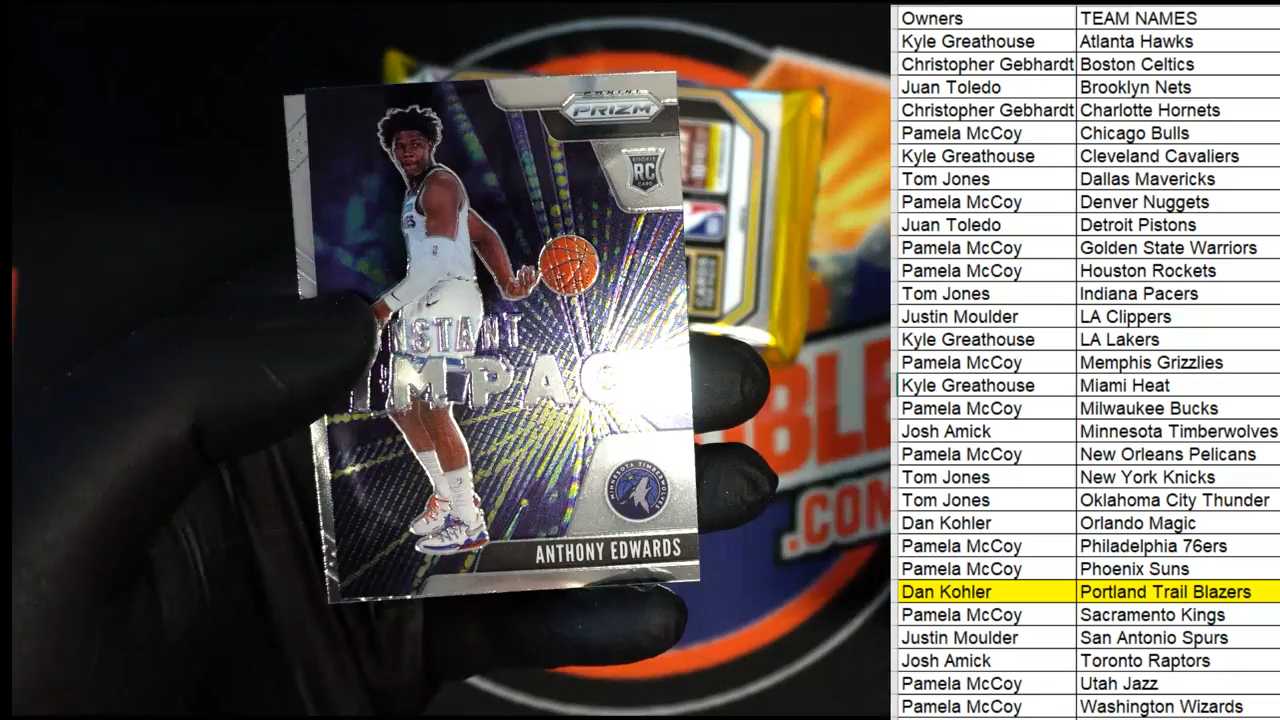 PANINI
PRIZM
ROOKIE
RC
CARD
INSTANT
IMPAC
MINNESOTA TIMBERWOLVES
ANTHONY EDWARDS
CARDS
BLE
.COM
Owners TEAM NAMES
Kyle Greathouse Atlanta Hawks
Christopher Gebhardt Boston Celtics
Juan Toledo Brooklyn Nets
Christopher Gebhardt Charlotte Hornets
Pamela McCoy Chicago Bulls
Kyle Greathouse Cleveland Cavaliers
Tom Jones Dallas Mavericks
Pamela McCoy Denver Nuggets
Juan Toledo Detroit Pistons
Pamela McCoy Golden State Warriors
Pamela McCoy Houston Rockets
Tom Jones Indiana Pacers
Justin Moulder LA Clippers
Kyle Greathouse LA Lakers
Pamela McCoy Memphis Grizzlies
Kyle Greathouse Miami Heat
Pamela McCoy Milwaukee Bucks
Josh Amick Minnesota Timberwolves
Pamela McCoy New Orleans Pelicans
Tom Jones New York Knicks
Tom Jones Oklahoma City Thunder
Dan Kohler Orlando Magic
Pamela McCoy Philadelphia 76ers
Pamela McCoy Phoenix Suns
Dan Kohler Portland Trail Blazers
Pamela McCoy Sacramento Kings
Justin Moulder San Antonio Spurs
Josh Amick Toronto Raptors
Pamela McCoy Utah Jazz
Pamela McCoy Washington Wizards